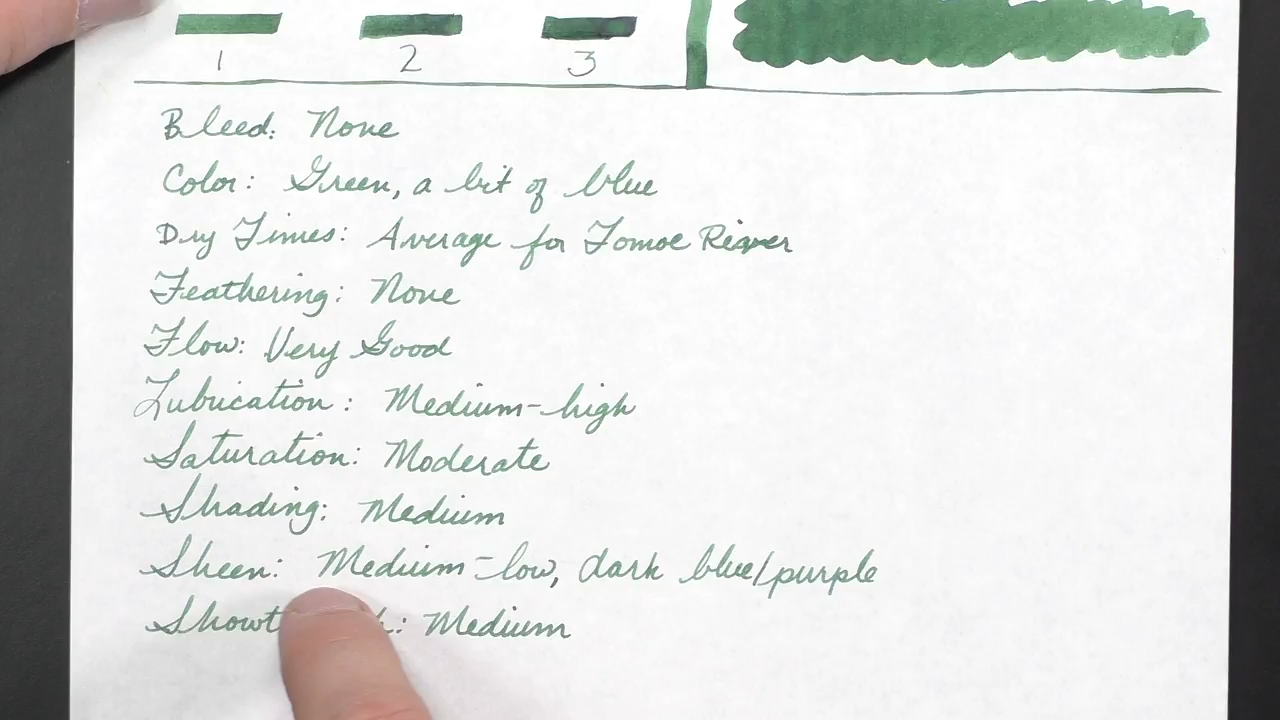 1 2 3
Bleed: None
Color: Green, a bit of blue
Dry Times: Average for Tomoe River
Feathering: None
Flow: Very Good
Lubrication: Medium-high
Saturation: Moderate
Shading: Medium
Sheen: Medium-low, dark blue/purple
Medium